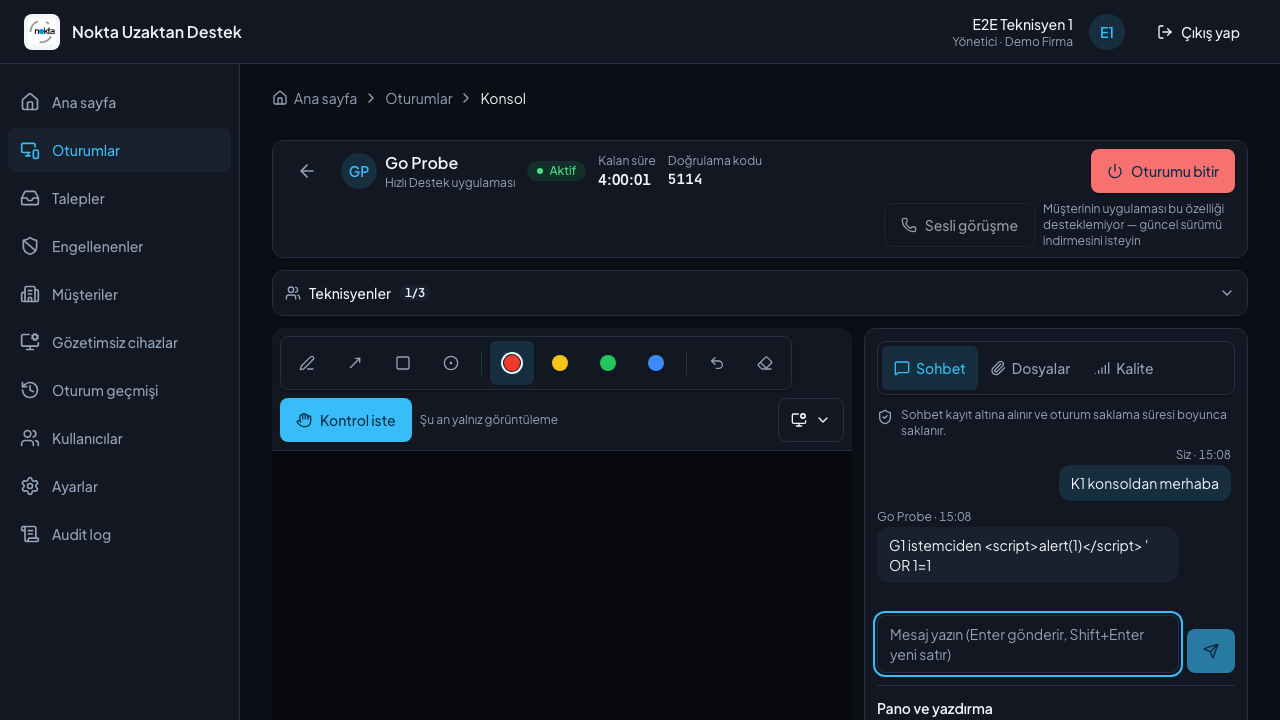 nokta
Nokta Uzaktan Destek
E2E Teknisyen 1
Yönetici · Demo Firma
E1
Çıkış yap
Ana sayfa
Oturumlar
Talepler
Engellenenler
Müşteriler
Gözetimsiz cihazlar
Oturum geçmişi
Kullanıcılar
Ayarlar
Audit log
Ana sayfa
Oturumlar
Konsol
GP
Go Probe
Hızlı Destek uygulaması
Aktif
Kalan süre
4:00:01
Doğrulama kodu
5114
Oturumu bitir
Sesli görüşme
Müşterinin uygulaması bu özelliği
desteklemiyor — güncel sürümü
indirmesini isteyin
Teknisyenler 1/3
Kontrol iste
Şu an yalnız görüntüleme
Sohbet
Dosyalar
Kalite
Sohbet kayıt altına alınır ve oturum saklama süresi boyunca
saklanır.
Siz · 15:08
K1 konsoldan merhaba
Go Probe · 15:08
G1 istemciden <script>alert(1)</script> '
OR 1=1
Mesaj yazın (Enter gönderir, Shift+Enter
yeni satır)
Pano ve yazdırma